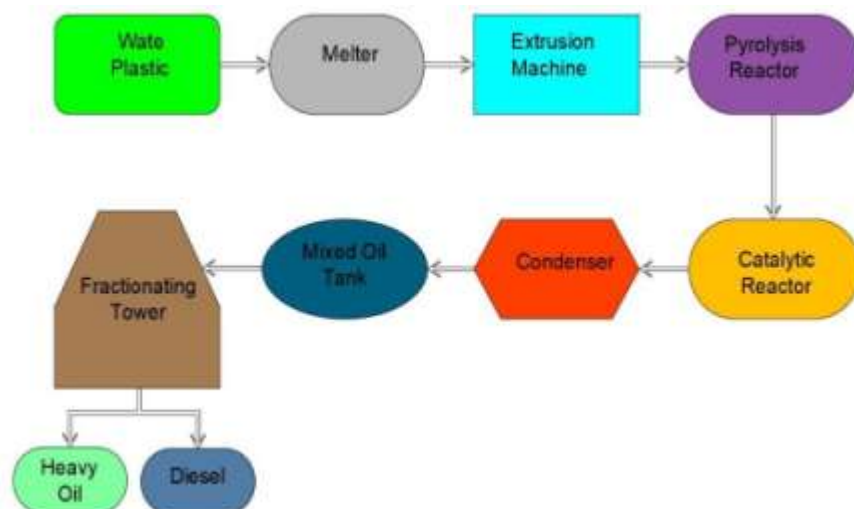 Wate
Plastic
Melter
Extrusion
Machine
Pyrolysis
Reactor
Fractionating
Tower
Mixed Oil
Tank
Condenser
Catalytic
Reactor
Heavy
Oil
Diesel